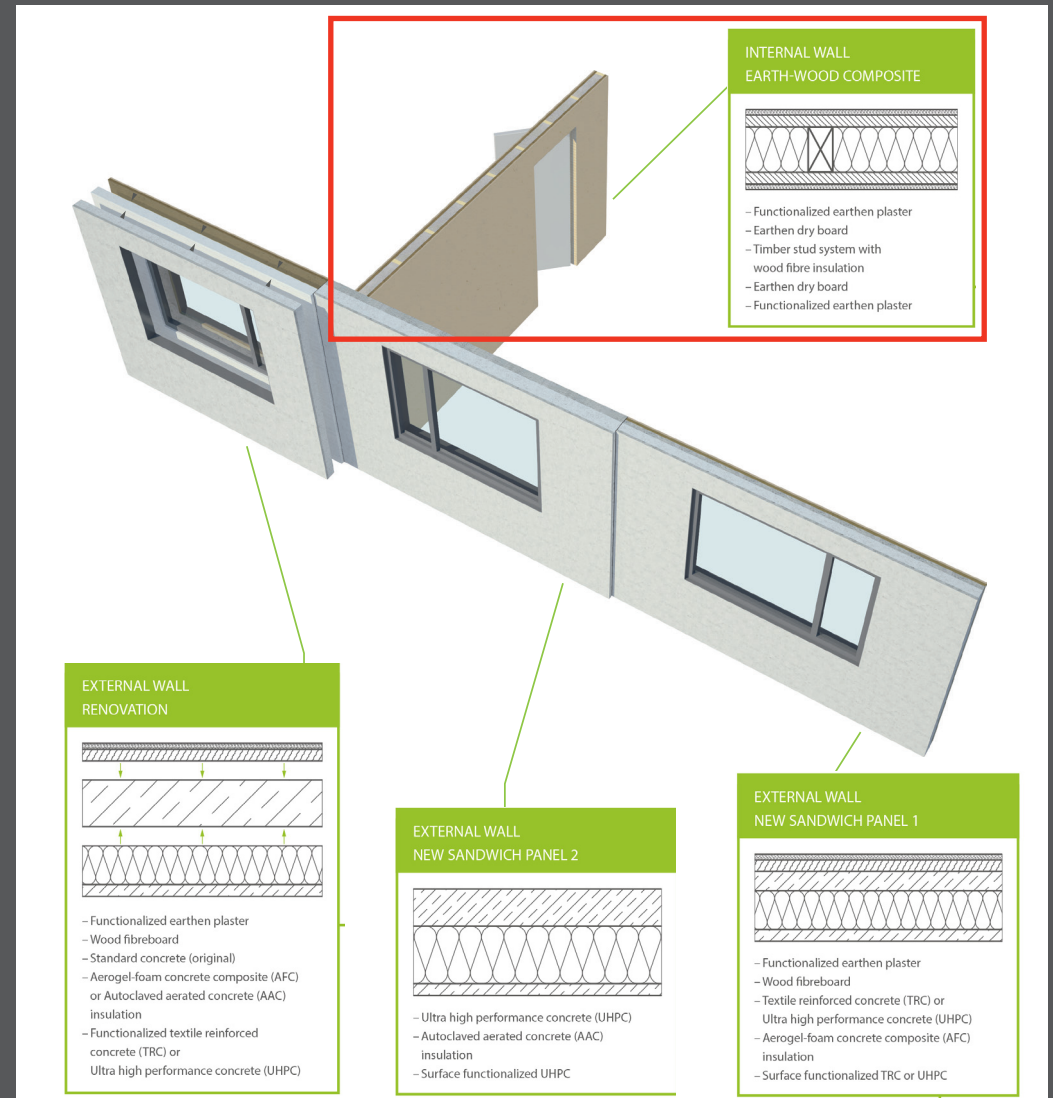 INTERNAL WALL
EARTH-WOOD COMPOSITE
– Functionalized earthen plaster
– Earthen dry board
– Timber stud system with
wood fibre insulation
– Earthen dry board
– Functionalized earthen plaster
EXTERNAL WALL
RENOVATION
– Functionalized earthen plaster
– Wood fibreboard
– Standard concrete (original)
– Aerogel-foam concrete composite (AFC)
or Autoclaved aerated concrete (AAC)
insulation
– Functionalized textile reinforced
concrete (TRC) or
Ultra high performance concrete (UHPC)
EXTERNAL WALL
NEW SANDWICH PANEL 2
– Ultra high performance concrete (UHPC)
– Autoclaved aerated concrete (AAC)
insulation
– Surface functionalized UHPC
EXTERNAL WALL
NEW SANDWICH PANEL 1
– Functionalized earthen plaster
– Wood fibreboard
– Textile reinforced concrete (TRC) or
Ultra high performance concrete (UHPC)
– Aerogel-foam concrete composite (AFC)
insulation
– Surface functionalized TRC or UHPC